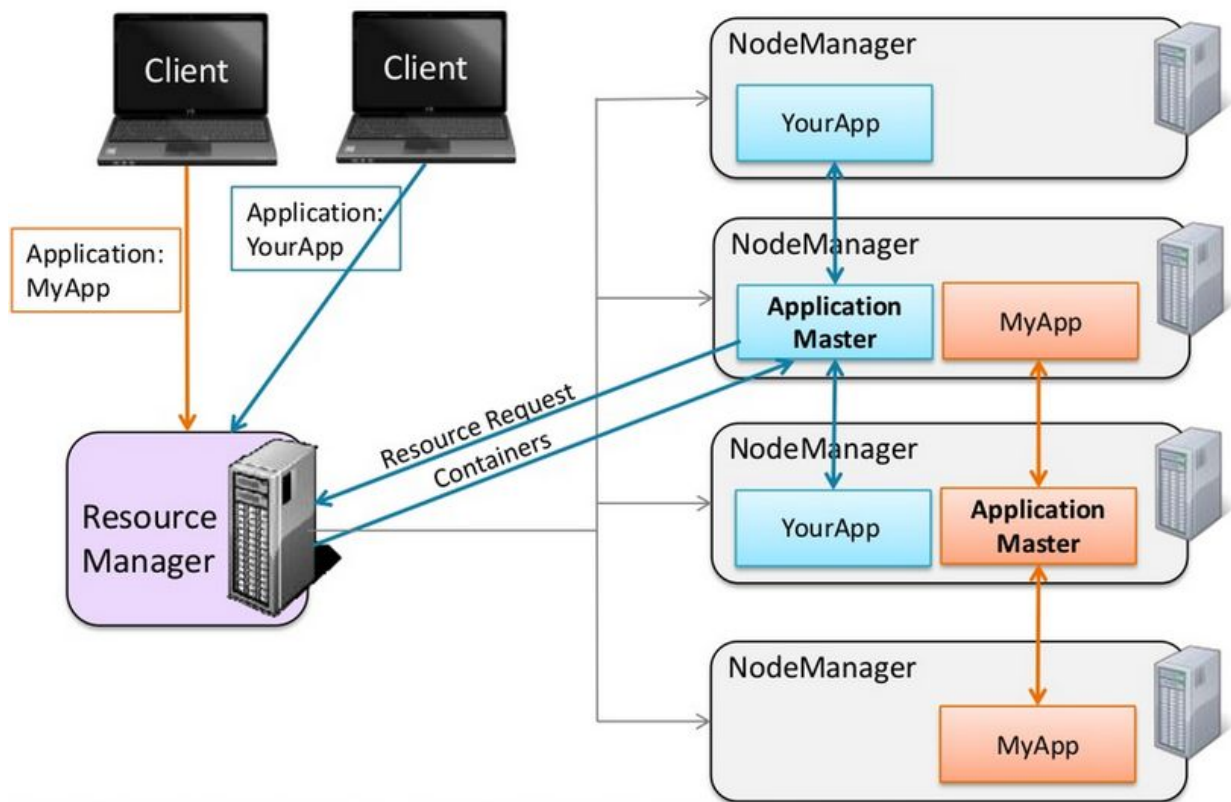 Client
Client
Application:
MyApp
Application:
YourApp
Resource
Manager
Resource Request
Containers
NodeManager
YourApp
NodeManager
Application
Master
MyApp
NodeManager
YourApp
Application
Master
NodeManager
MyApp